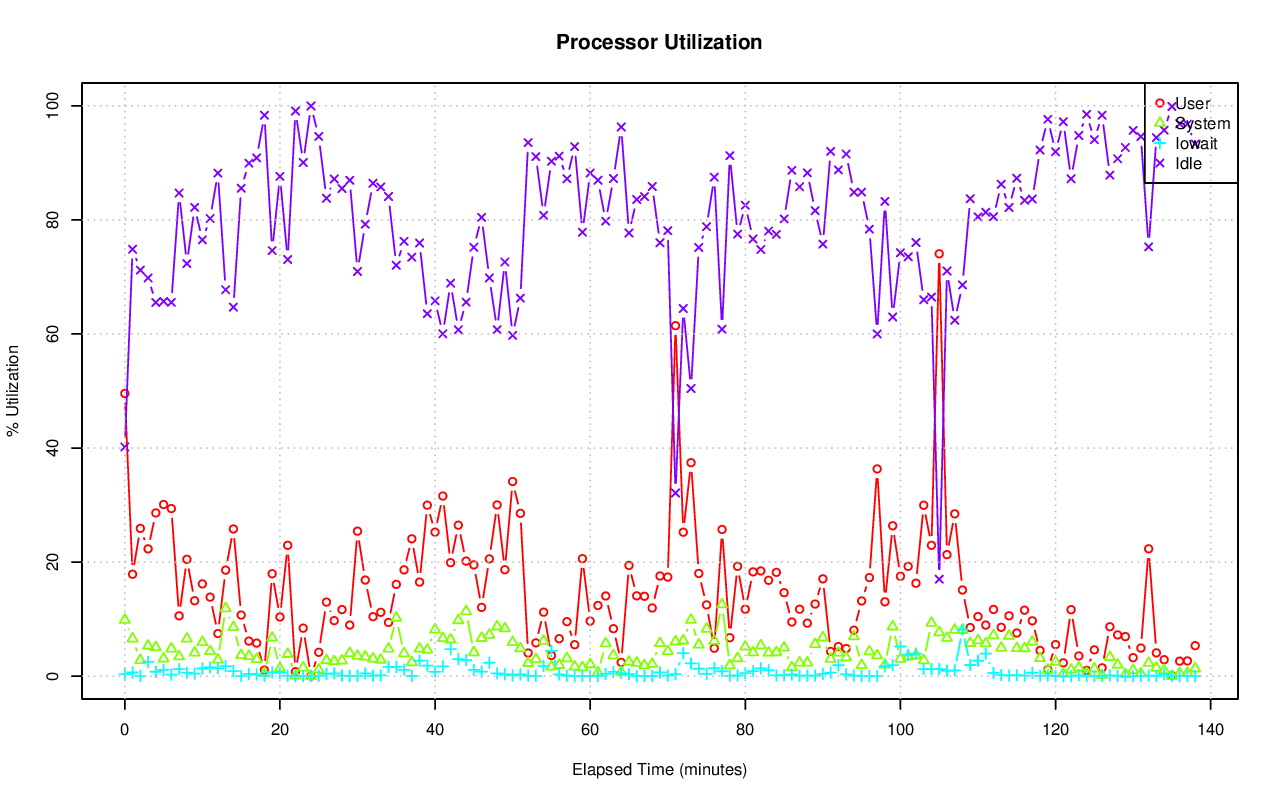 Processor Utilization
% Utilization
100
80
60
40
20
0
User
System
Iowait
Idle
0 20 40 60 80 100 120 140
Elapsed Time (minutes)